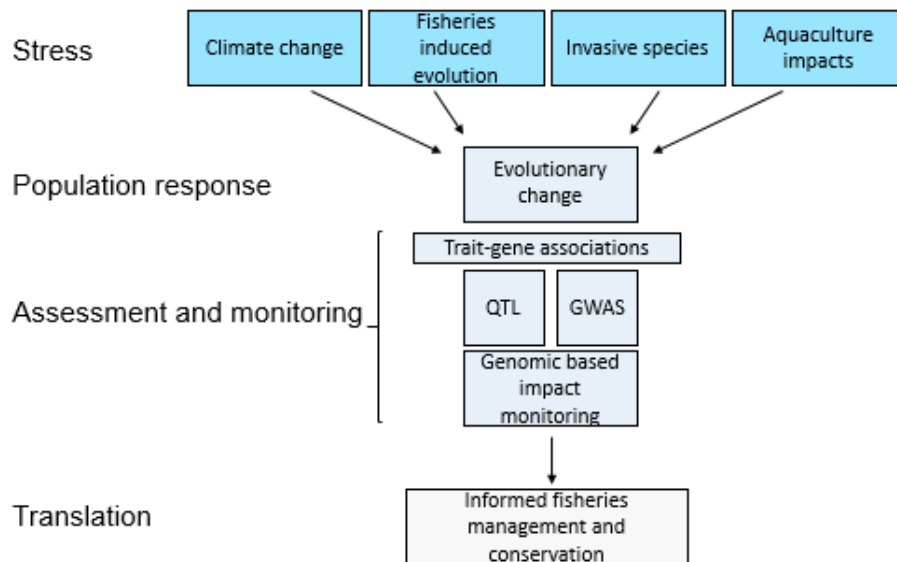 Stress
Climate change
Fisheries
induced
evolution
Invasive species
Aquaculture
impacts
Population response
Evolutionary
change
Assessment and monitoring
Trait-gene associations
QTL
GWAS
Genomic based
impact
monitoring
Translation
Informed fisheries
management and
conservation